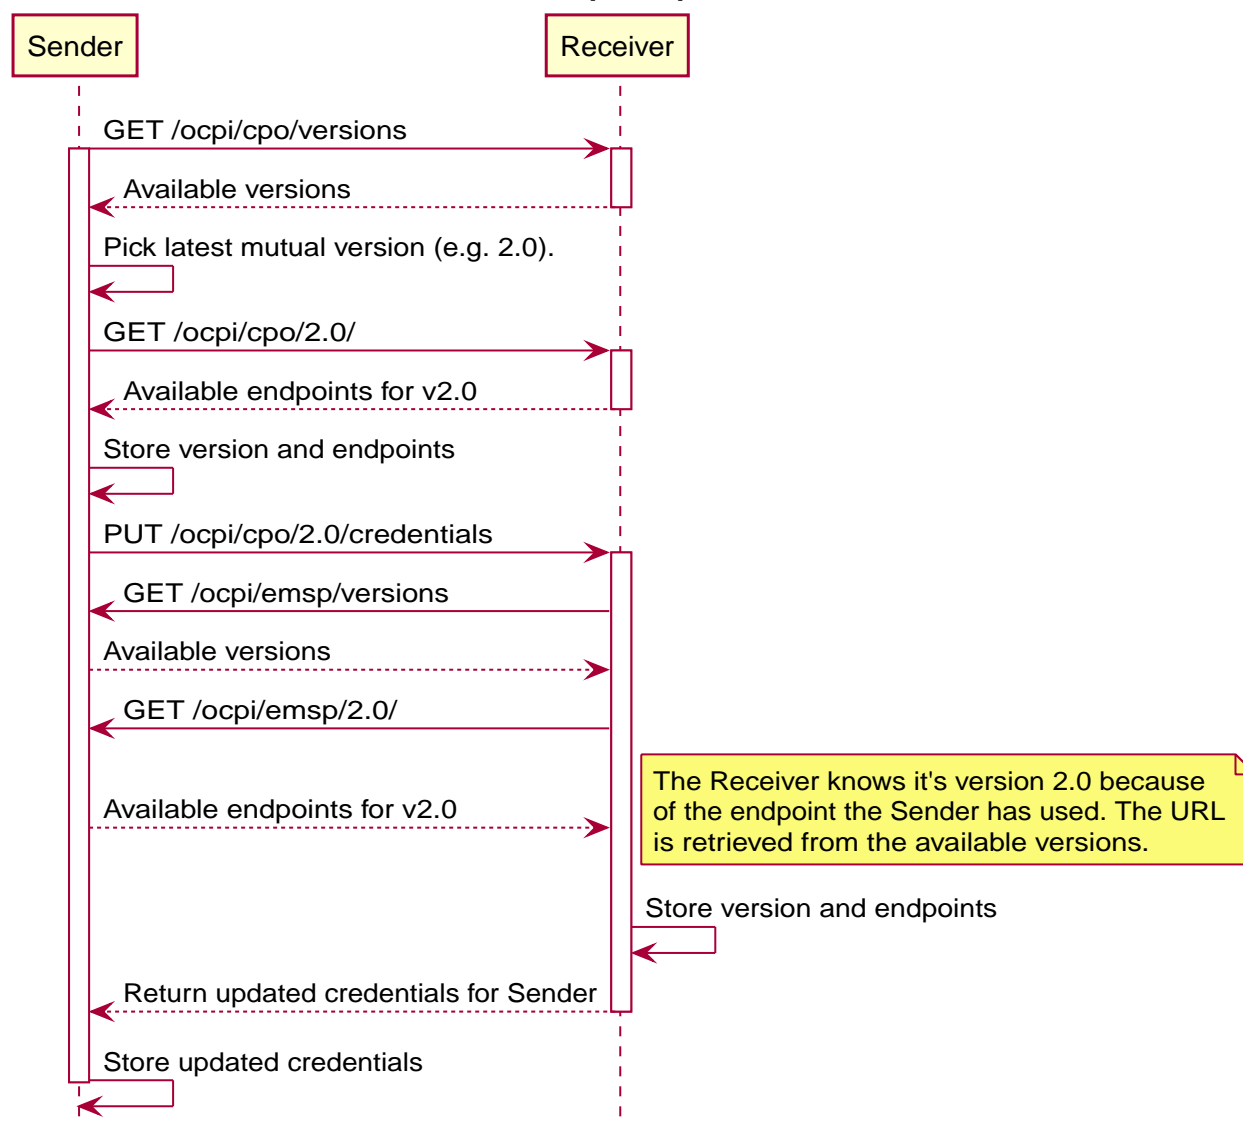 Sender
Receiver
GET /ocpi/cpo/versions
Available versions
Pick latest mutual version (e.g. 2.0).
GET /ocpi/cpo/2.0/
Available endpoints for v2.0
Store version and endpoints
PUT /ocpi/cpo/2.0/credentials
GET /ocpi/emsp/versions
Available versions
GET /ocpi/emsp/2.0/
The Receiver knows it's version 2.0 because
of the endpoint the Sender has used. The URL
is retrieved from the available versions.
Available endpoints for v2.0
Store version and endpoints
Return updated credentials for Sender
Store updated credentials